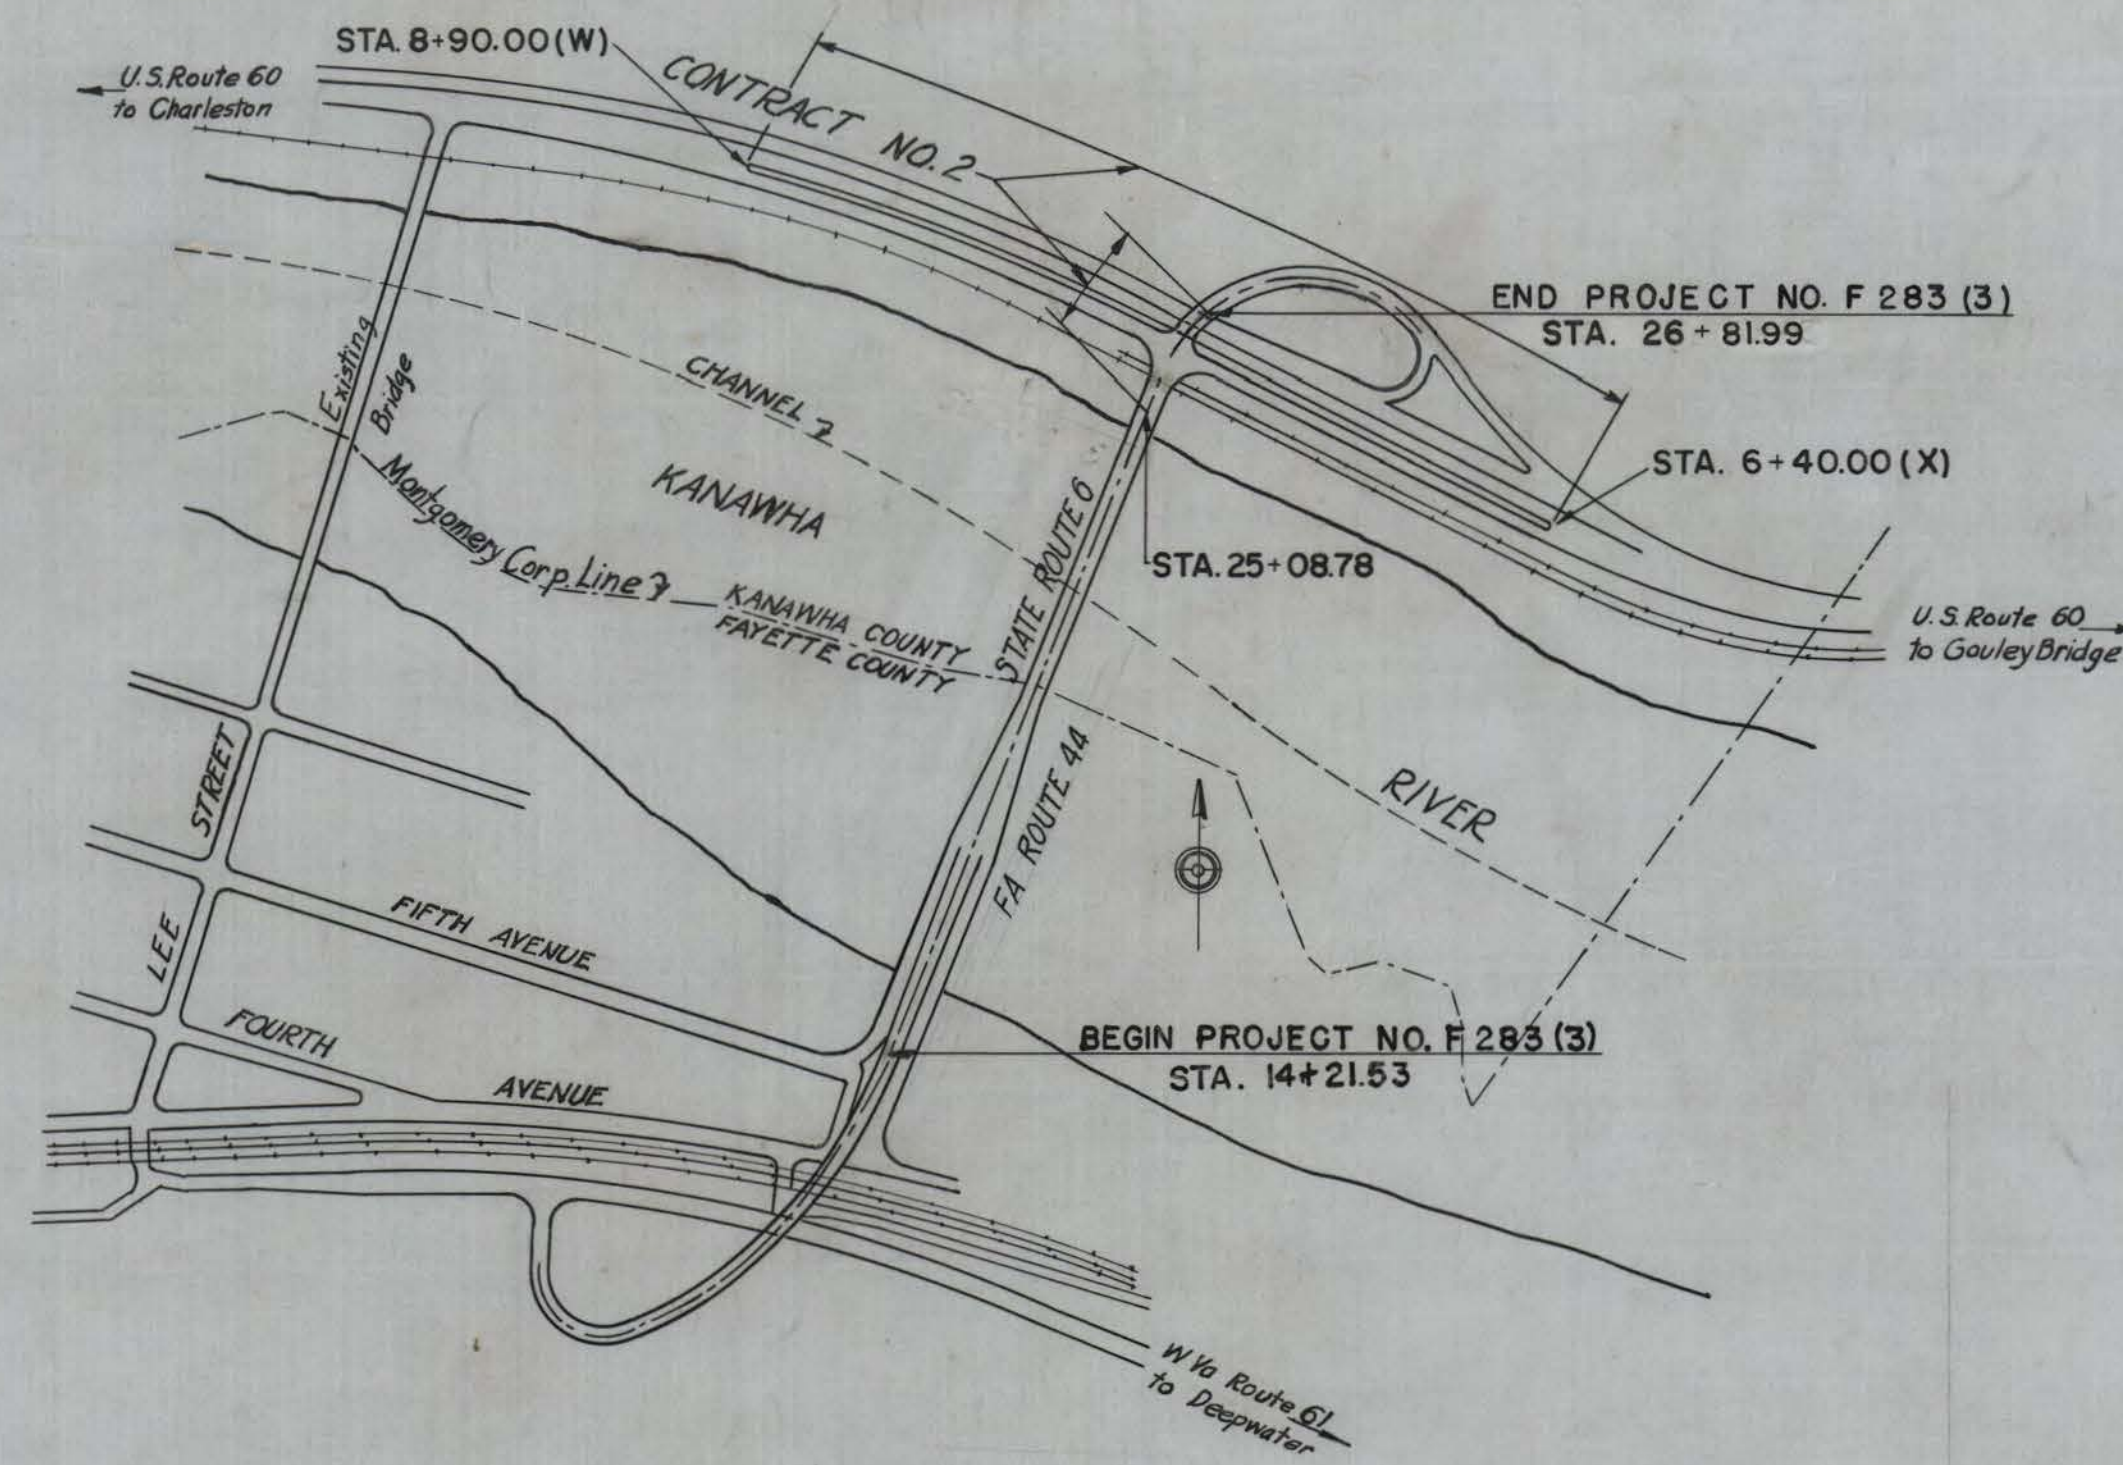 STA. 8+90.00(W)
U.S. Route 60
to Charleston
CONTRACT NO. 2
END PROJECT NO. F 283 (3)
STA. 26 + 81.99
STA. 6+40.00 (X)
Existing
Bridge
CHANNEL
KANAWHA
STATE ROUTE 6
STA. 25+08.78
Montgomery Corp. Line
KANAWHA COUNTY
FAYETTE COUNTY
U.S. Route 60
to Gauley Bridge
RIVER
FA ROUTE 44
LEE STREET
FIFTH AVENUE
FOURTH AVENUE
BEGIN PROJECT NO. F 283 (3)
STA. 14+21.53
W Va Route 61
to Deepwater